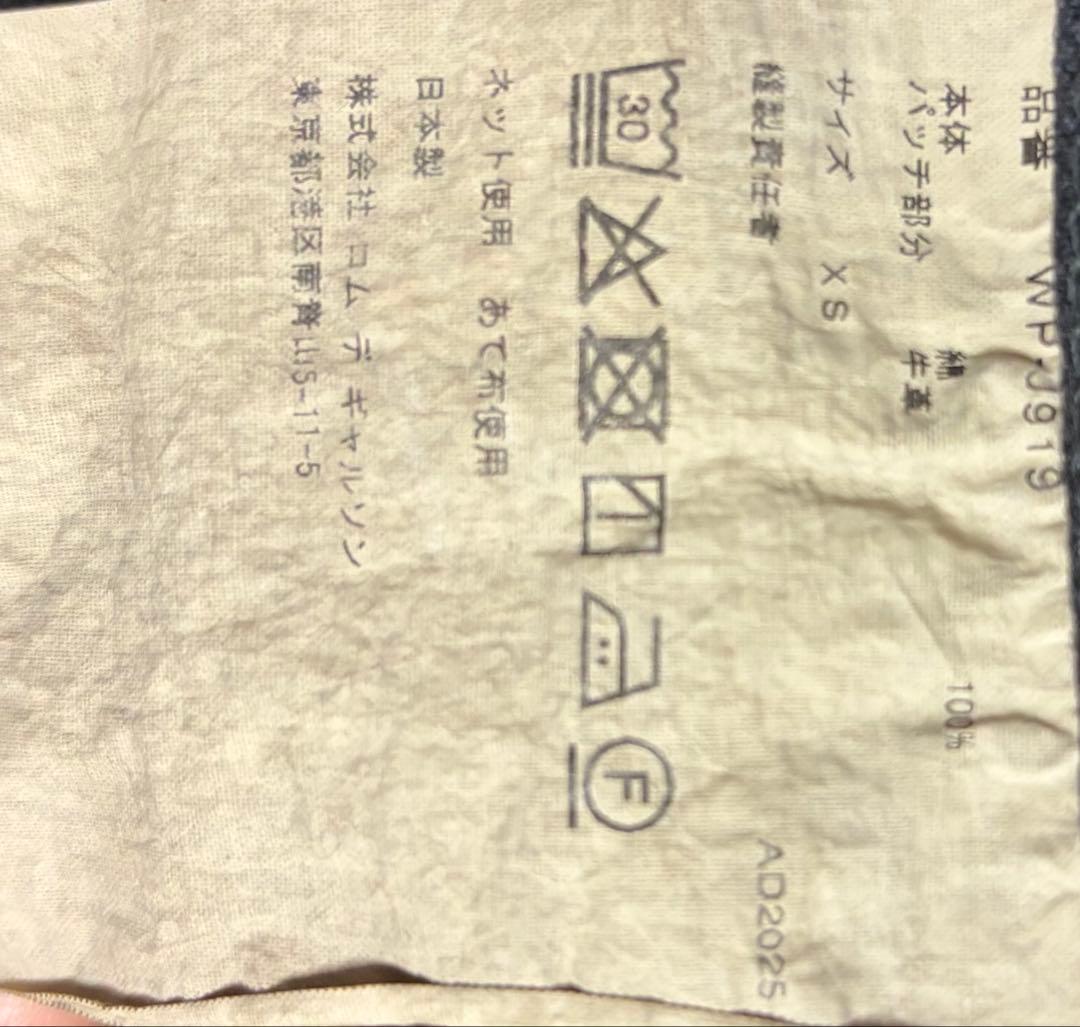 品番 WP-J919
本体 綿 100%
パッチ部分 牛革
サイズ XS
縫製責任者 AD2025
30
F
ネット使用 あて布使用
日本製
株式会社 コム デ ギャルソン
東京都港区南青山5-11-5